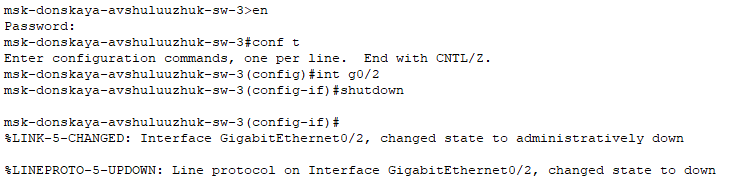 msk-donskaya-avshuluuzhuk-sw-3>en
Password:
msk-donskaya-avshuluuzhuk-sw-3#conf t
Enter configuration commands, one per line.  End with CNTL/Z.
msk-donskaya-avshuluuzhuk-sw-3(config)#int g0/2
msk-donskaya-avshuluuzhuk-sw-3(config-if)#shutdown
msk-donskaya-avshuluuzhuk-sw-3(config-if)#
%LINK-5-CHANGED: Interface GigabitEthernet0/2, changed state to administratively down
%LINEPROTO-5-UPDOWN: Line protocol on Interface GigabitEthernet0/2, changed state to down